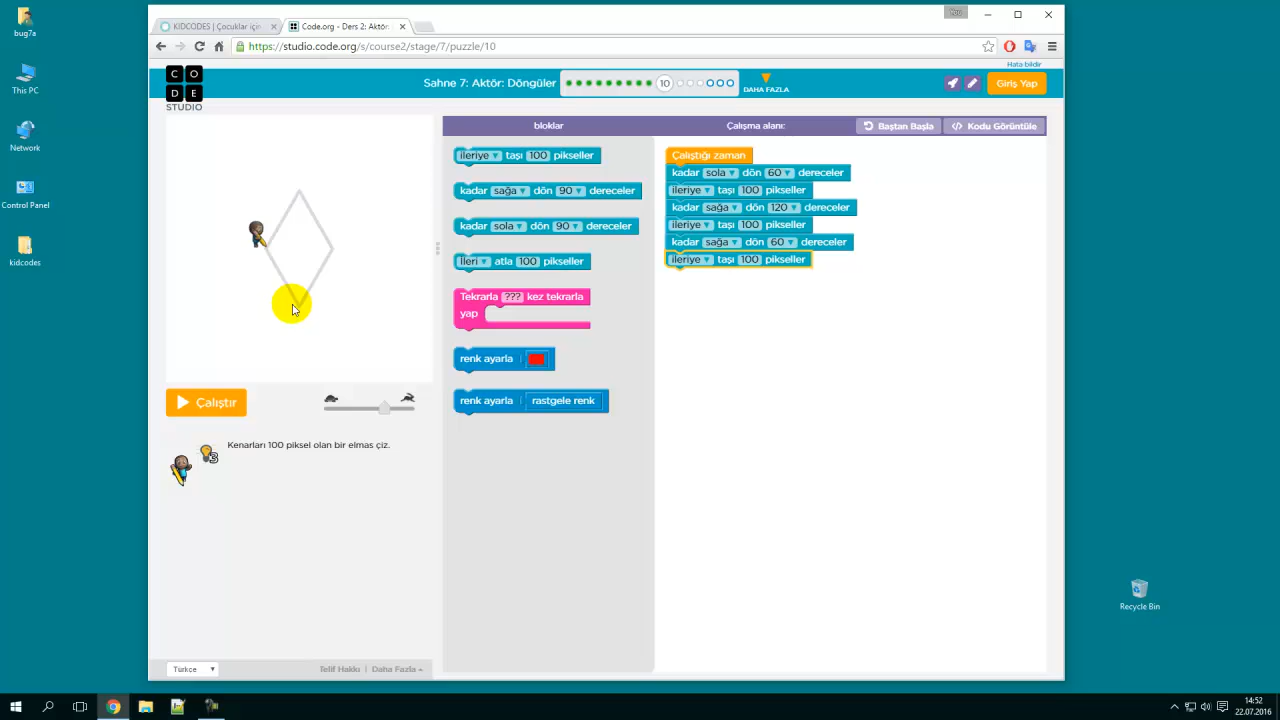 bug7a
This PC
Network
Control Panel
kidcodes
Recycle Bin
You
KIDCODES | Çocuklar için
Code.org - Ders 2: Aktör:
https://studio.code.org/s/course2/stage/7/puzzle/10
Hata bildir
C O
D E
STUDIO
Sahne 7: Aktör: Döngüler
10
DAHA FAZLA
Giriş Yap
bloklar
Çalışma alanı:
Baştan Başla
Kodu Görüntüle
ileriye taşı 100 pikseller
kadar sağa dön 90 dereceler
kadar sola dön 90 dereceler
İleri atla 100 pikseller
Tekrarla ??? kez tekrarla
yap
renk ayarla
renk ayarla rastgele renk
Çalıştığı zaman
kadar sola dön 60 dereceler
ileriye taşı 100 pikseller
kadar sağa dön 120 dereceler
ileriye taşı 100 pikseller
kadar sağa dön 60 dereceler
ileriye taşı 100 pikseller
Çalıştır
3
Kenarları 100 piksel olan bir elmas çiz.
Türkçe
Telif Hakkı | Daha Fazla
14:52
22.07.2016